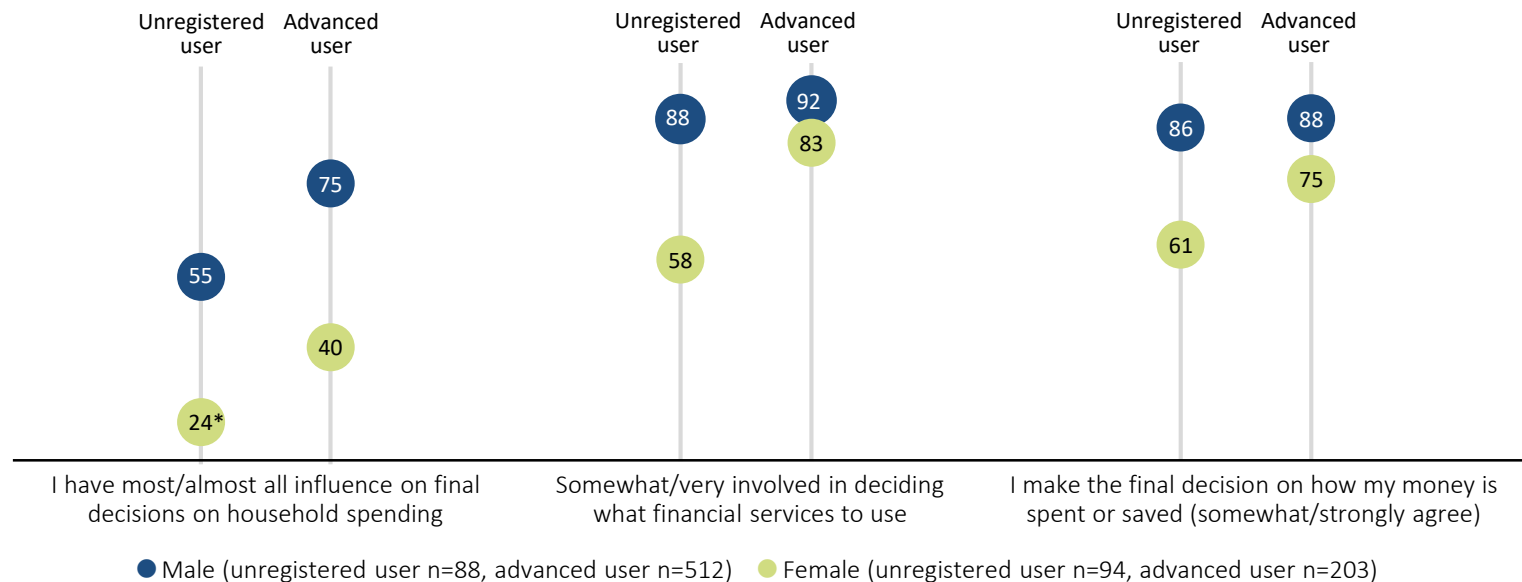 Unregistered user
Advanced user
55
75
24*
40
I have most/almost all influence on final
decisions on household spending
Unregistered user
Advanced user
88
92
83
58
Somewhat/very involved in deciding
what financial services to use
Unregistered user
Advanced user
86
88
75
61
I make the final decision on how my money is
spent or saved (somewhat/strongly agree)
Male (unregistered user n=88, advanced user n=512)
Female (unregistered user n=94, advanced user n=203)